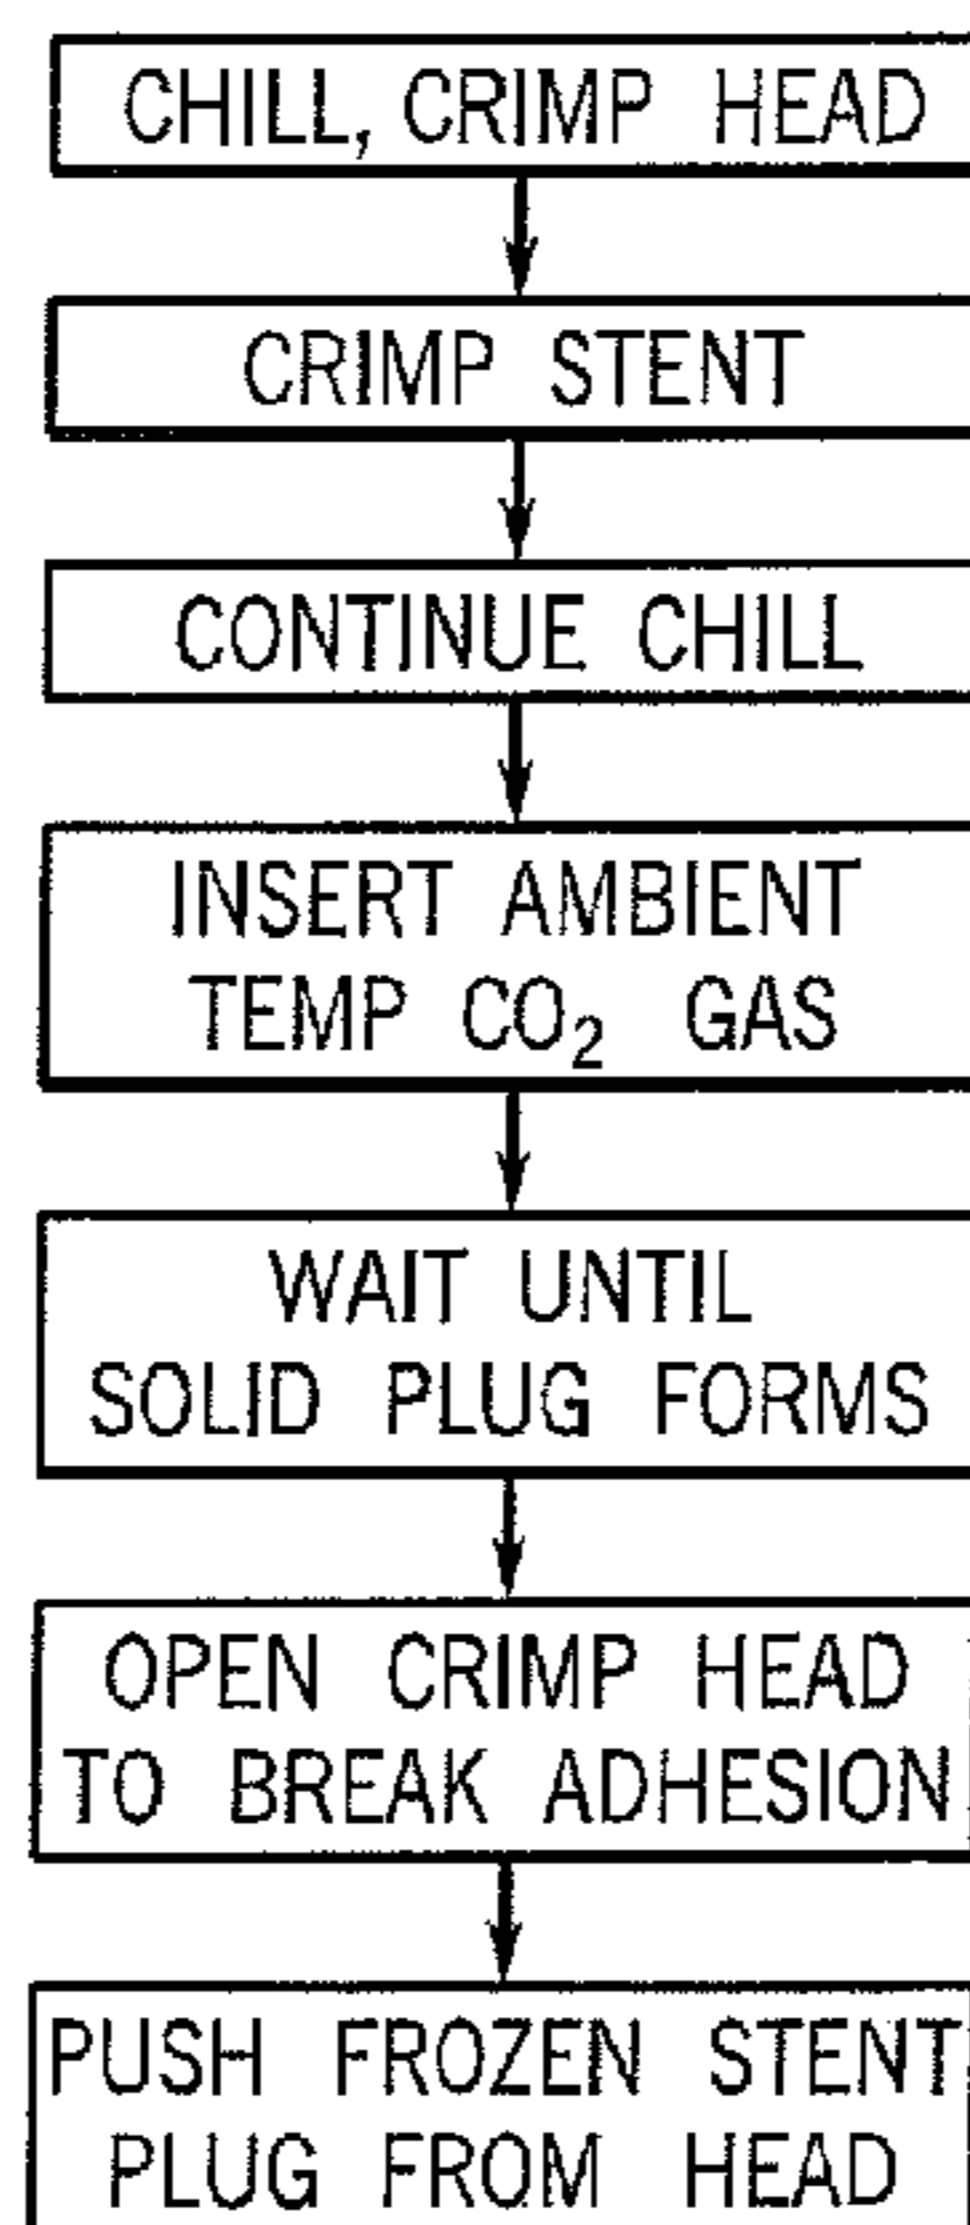 CHILL, CRIMP HEAD
CRIMP STENT
CONTINUE CHILL
INSERT AMBIENT
TEMP CO₂ GAS
WAIT UNTIL
SOLID PLUG FORMS
OPEN CRIMP HEAD
TO BREAK ADHESION
PUSH FROZEN STENT
PLUG FROM HEAD